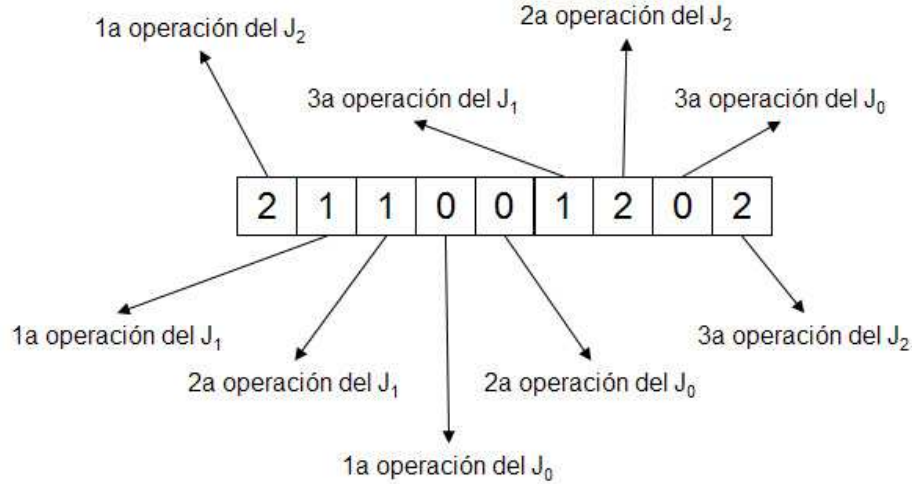 2a operación del J₂
1a operación del J₂
3a operación del J₁ 3a operación del J₀
2 1 1 0 0 1 2 0 2
1a operación del J₁ 3a operación del J₂
2a operación del J₁ 2a operación del J₀
1a operación del J₀